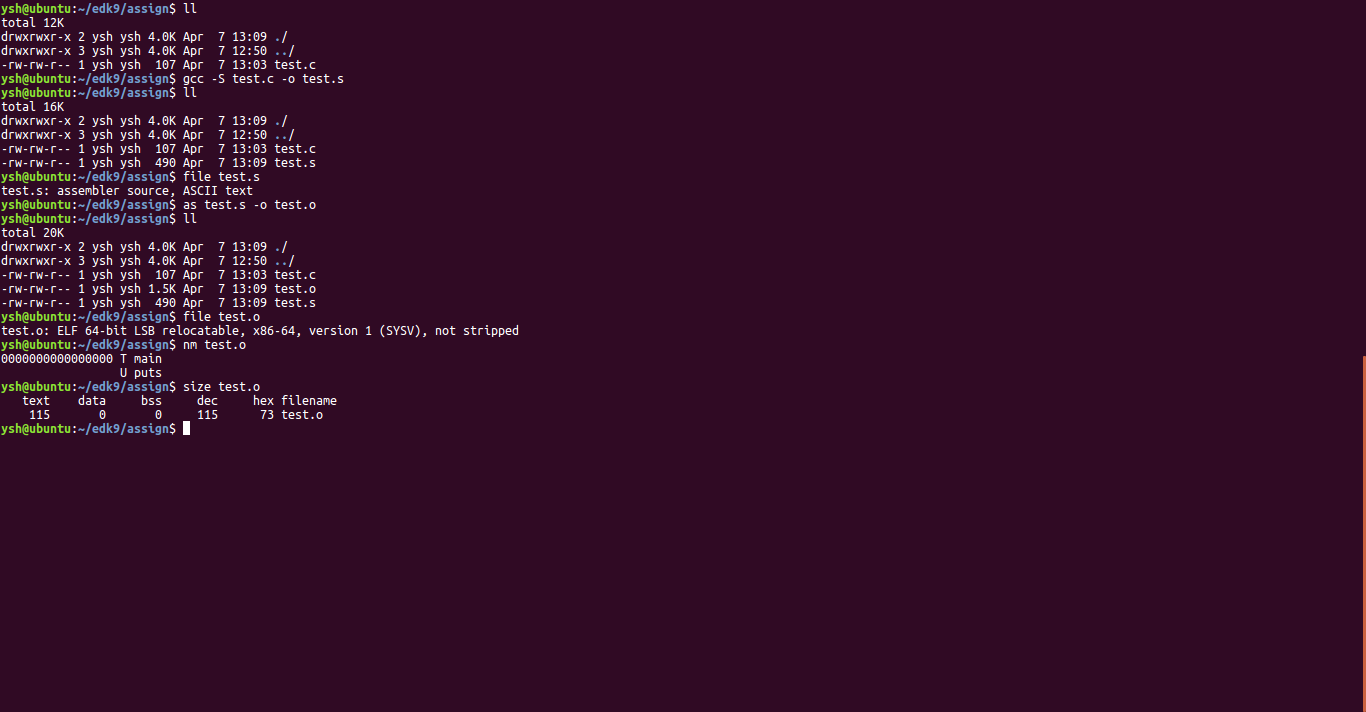 ysh@ubuntu:~/edk9/assign$ ll
total 12K
drwxrwxr-x 2 ysh ysh 4.0K Apr  7 13:09 ./
drwxrwxr-x 3 ysh ysh 4.0K Apr  7 12:50 ../
-rw-rw-r-- 1 ysh ysh  107 Apr  7 13:03 test.c
ysh@ubuntu:~/edk9/assign$ gcc -S test.c -o test.s
ysh@ubuntu:~/edk9/assign$ ll
total 16K
drwxrwxr-x 2 ysh ysh 4.0K Apr  7 13:09 ./
drwxrwxr-x 3 ysh ysh 4.0K Apr  7 12:50 ../
-rw-rw-r-- 1 ysh ysh  107 Apr  7 13:03 test.c
-rw-rw-r-- 1 ysh ysh  490 Apr  7 13:09 test.s
ysh@ubuntu:~/edk9/assign$ file test.s
test.s: assembler source, ASCII text
ysh@ubuntu:~/edk9/assign$ as test.s -o test.o
ysh@ubuntu:~/edk9/assign$ ll
total 20K
drwxrwxr-x 2 ysh ysh 4.0K Apr  7 13:09 ./
drwxrwxr-x 3 ysh ysh 4.0K Apr  7 12:50 ../
-rw-rw-r-- 1 ysh ysh  107 Apr  7 13:03 test.c
-rw-rw-r-- 1 ysh ysh 1.5K Apr  7 13:09 test.o
-rw-rw-r-- 1 ysh ysh  490 Apr  7 13:09 test.s
ysh@ubuntu:~/edk9/assign$ file test.o
test.o: ELF 64-bit LSB relocatable, x86-64, version 1 (SYSV), not stripped
ysh@ubuntu:~/edk9/assign$ nm test.o
0000000000000000 T main
                 U puts
ysh@ubuntu:~/edk9/assign$ size test.o
   text    data     bss     dec     hex filename
    115       0       0     115      73 test.o
ysh@ubuntu:~/edk9/assign$